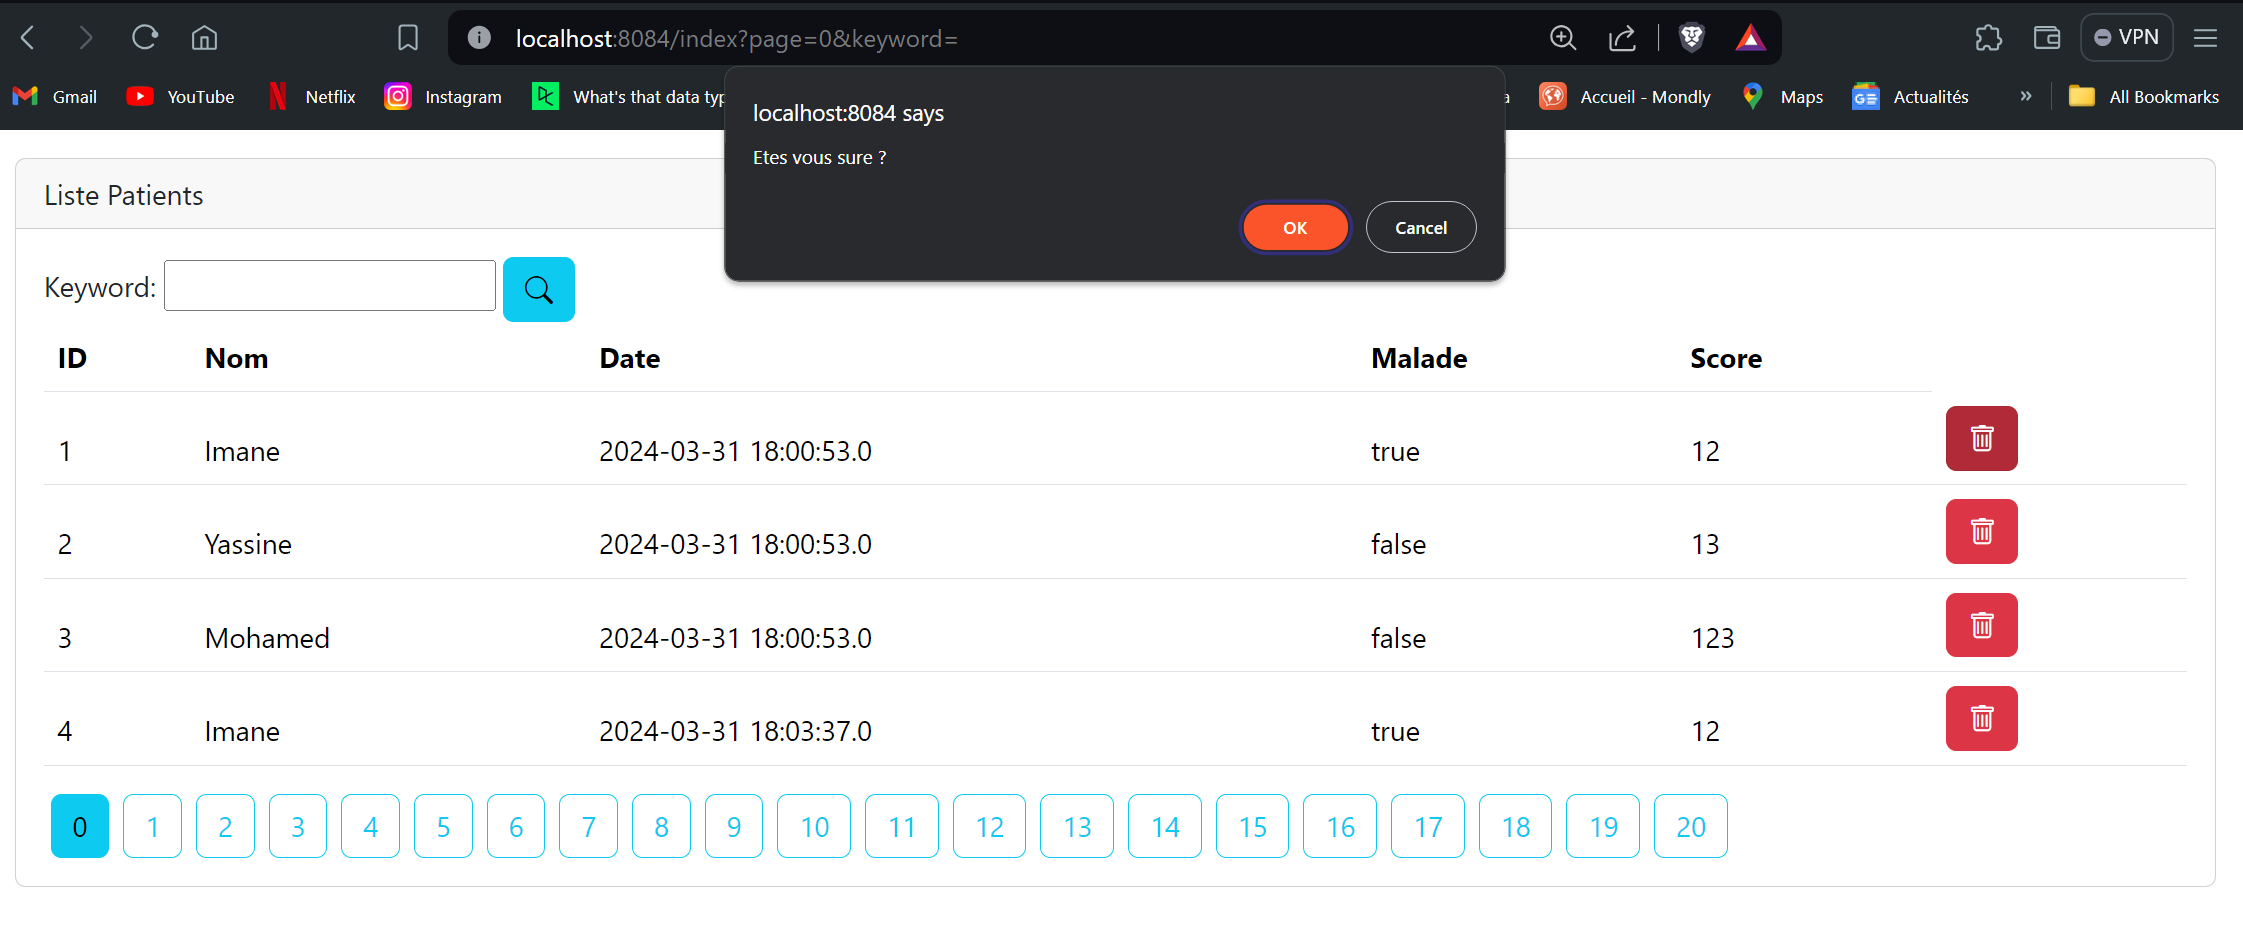 localhost:8084/index?page=0&keyword=
VPN
Gmail YouTube Netflix Instagram What's that data typ a Accueil - Mondly Maps Actualités » All Bookmarks
localhost:8084 says
Etes vous sure ?
OK Cancel
Liste Patients
Keyword:
ID Nom Date Malade Score
1 Imane 2024-03-31 18:00:53.0 true 12
2 Yassine 2024-03-31 18:00:53.0 false 13
3 Mohamed 2024-03-31 18:00:53.0 false 123
4 Imane 2024-03-31 18:03:37.0 true 12
0 1 2 3 4 5 6 7 8 9 10 11 12 13 14 15 16 17 18 19 20